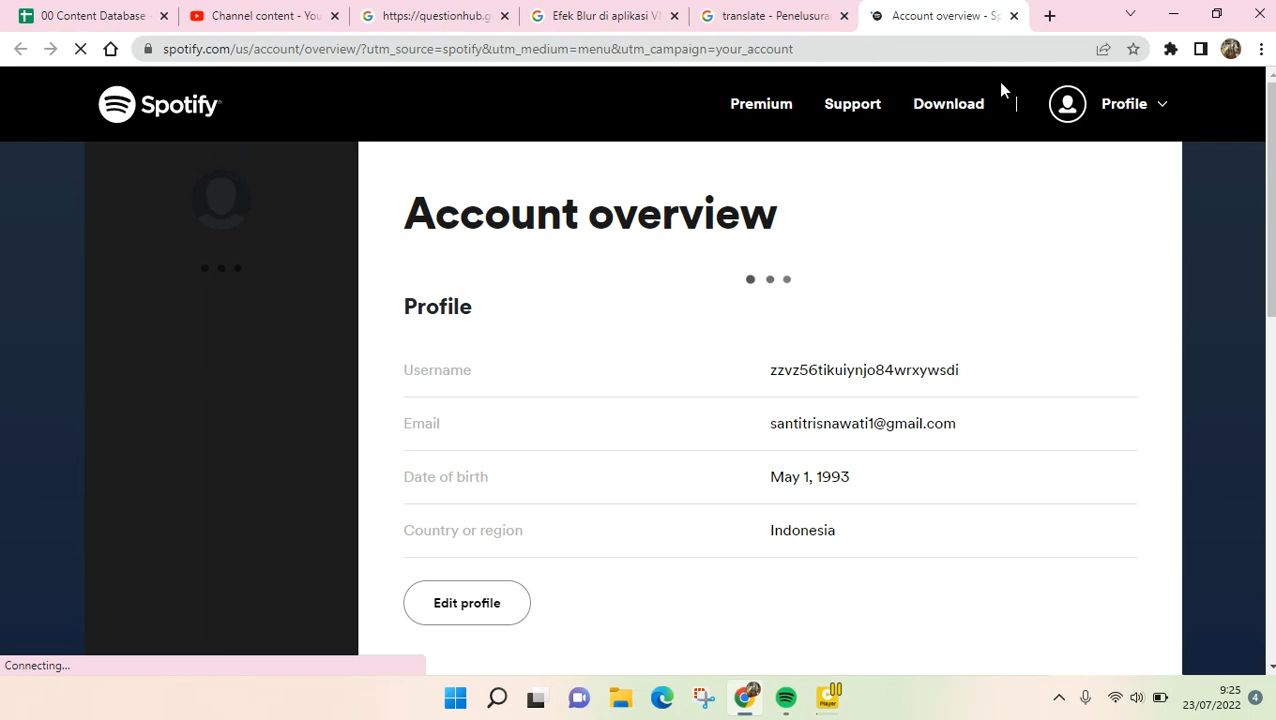 00 Content Database
Channel content - You
https://questionhub.g
Efek Blur di aplikasi VN
translate - Penelusura
Account overview - Sp
spotify.com/us/account/overview/?utm_source=spotify&utm_medium=menu&utm_campaign=your_account
Spotify
Premium
Support
Download
Profile
Account overview
Profile
Username
zzvz56tikuiynjo84wrxywsdi
Email
santitrisnawati1@gmail.com
Date of birth
May 1, 1993
Country or region
Indonesia
Edit profile
Connecting...
Player
9:25
23/07/2022
4